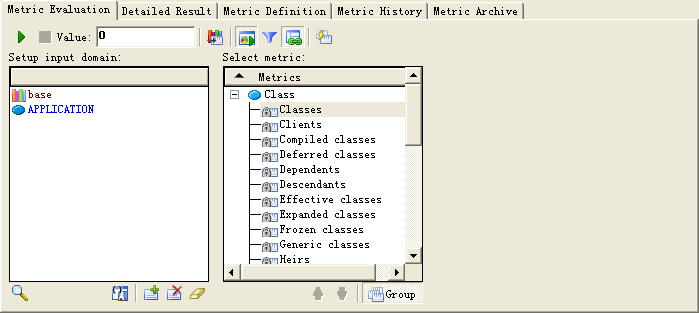 Metric Evaluation Detailed Result Metric Definition Metric History Metric Archive
Value: 0
Setup input domain: Select metric:
Metrics
base
APPLICATION
Class
Classes
Clients
Compiled classes
Deferred classes
Dependents
Descendants
Effective classes
Expanded classes
Frozen classes
Generic classes
Heirs
Group